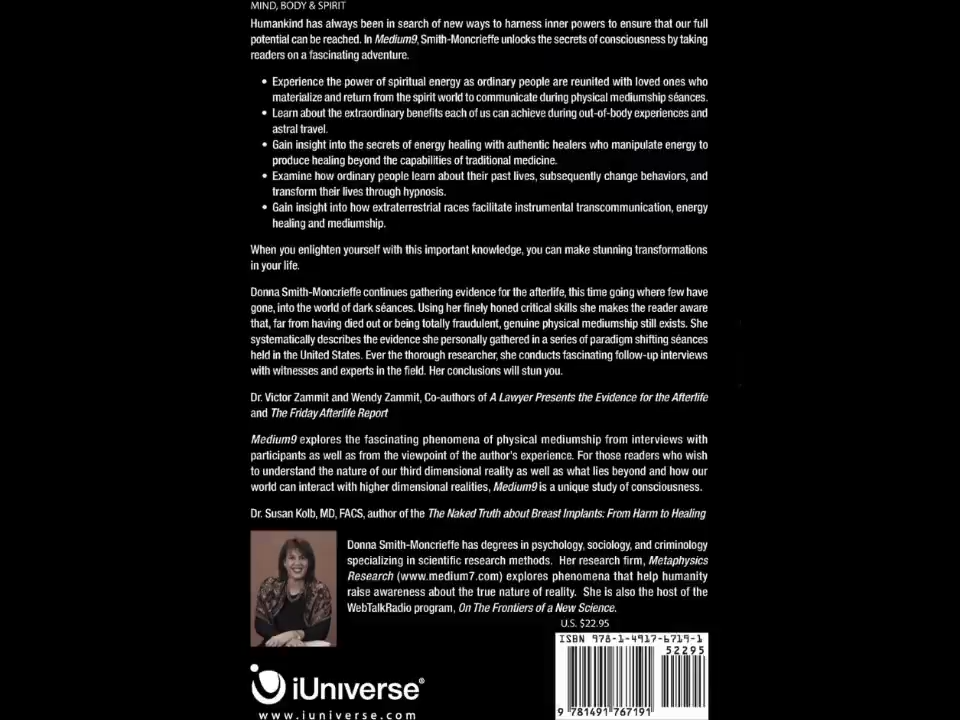 MIND, BODY & SPIRIT
Humankind has always been in search of new ways to harness inner powers to ensure that our full
potential can be reached. In Medium9, Smith-Moncrieffe unlocks the secrets of consciousness by taking
readers on a fascinating adventure.
• Experience the power of spiritual energy as ordinary people are reunited with loved ones who
materialize and return from the spirit world to communicate during physical mediumship séances.
• Learn about the extraordinary benefits each of us can achieve during out-of-body experiences and
astral travel.
• Gain insight into the secrets of energy healing with authentic healers who manipulate energy to
produce healing beyond the capabilities of traditional medicine.
• Examine how ordinary people learn about their past lives, subsequently change behaviors, and
transform their lives through hypnosis.
• Gain insight into how extraterrestrial races facilitate instrumental transcommunication, energy
healing and mediumship.
When you enlighten yourself with this important knowledge, you can make stunning transformations
in your life.
Donna Smith-Moncrieffe continues gathering evidence for the afterlife, this time going where few have
gone, into the world of dark séances. Using her finely honed critical skills she makes the reader aware
that, far from having died out or being totally fraudulent, genuine physical mediumship still exists. She
systematically describes the evidence she personally gathered in a series of paradigm shifting séances
held in the United States. Ever the thorough researcher, she conducts fascinating follow-up interviews
with witnesses and experts in the field. Her conclusions will stun you.
Dr. Victor Zammit and Wendy Zammit, Co-authors of A Lawyer Presents the Evidence for the Afterlife
and The Friday Afterlife Report
Medium9 explores the fascinating phenomena of physical mediumship from interviews with
participants as well as from the viewpoint of the author's experience. For those readers who wish
to understand the nature of our third dimensional reality as well as what lies beyond and how our
world can interact with higher dimensional realities, Medium9 is a unique study of consciousness.
Dr. Susan Kolb, MD, FACS, author of the The Naked Truth about Breast Implants: From Harm to Healing
Donna Smith-Moncrieffe has degrees in psychology, sociology, and criminology
specializing in scientific research methods. Her research firm, Metaphysics
Research (www.medium7.com) explores phenomena that help humanity
raise awareness about the true nature of reality. She is also the host of the
WebTalkRadio program, On The Frontiers of a New Science.
U.S. $22.95
ISBN 978-1-4917-6719-1
52295
9 781491 767191
iUniverse®
www.iuniverse.com